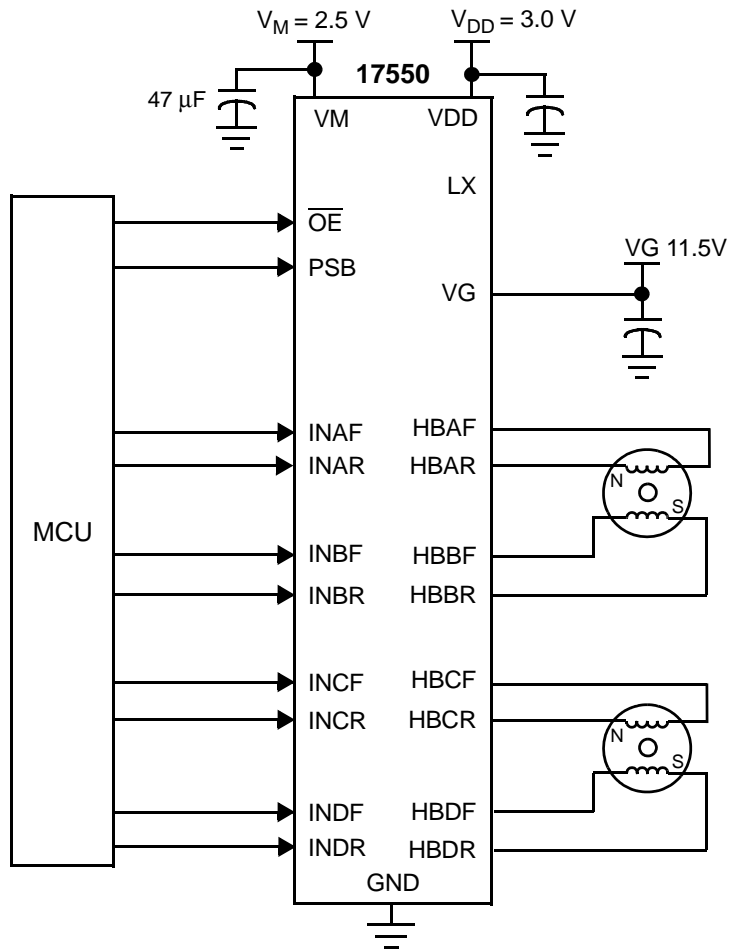 V_M = 2.5 V
V_DD = 3.0 V
17550
47 μF
VM
VDD
LX
O̅E̅
PSB
VG 11.5V
VG
INAF
HBAF
INAR
HBAR
N
S
MCU
INBF
HBBF
INBR
HBBR
INCF
HBCF
INCR
HBCR
N
S
INDF
HBDF
INDR
HBDR
GND